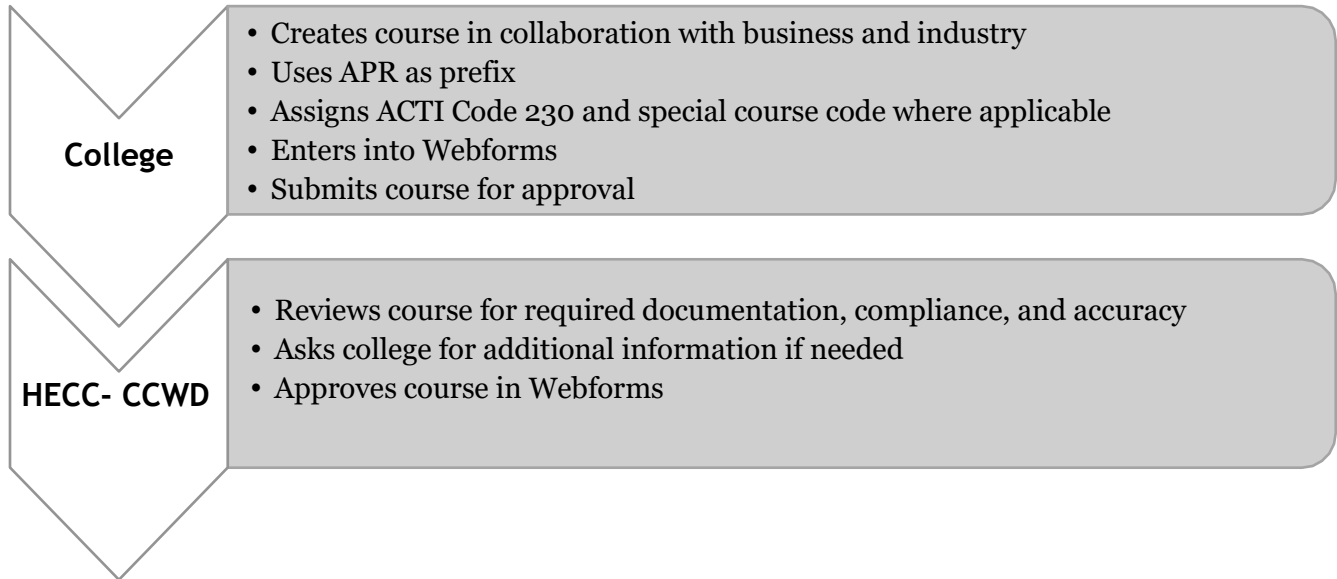 College
• Creates course in collaboration with business and industry
• Uses APR as prefix
• Assigns ACTI Code 230 and special course code where applicable
• Enters into Webforms
• Submits course for approval
HECC- CCWD
• Reviews course for required documentation, compliance, and accuracy
• Asks college for additional information if needed
• Approves course in Webforms